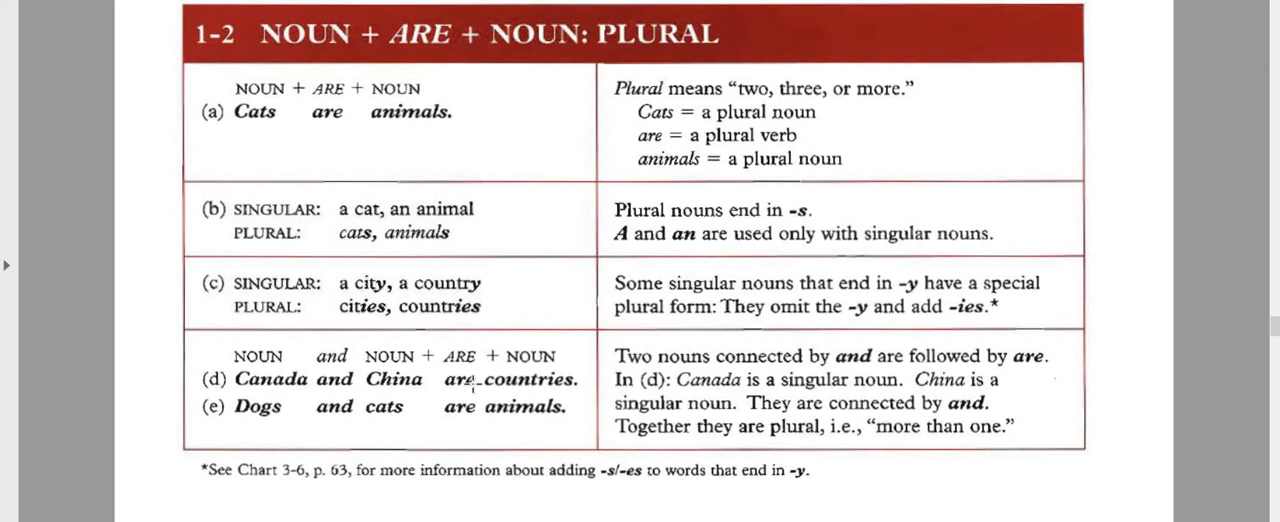 1-2 NOUN + ARE + NOUN: PLURAL
NOUN + ARE + NOUN
(a) Cats are animals.
Plural means “two, three, or more.”
Cats = a plural noun
are = a plural verb
animals = a plural noun
(b) SINGULAR: a cat, an animal
PLURAL: cats, animals
Plural nouns end in -s.
A and an are used only with singular nouns.
(c) SINGULAR: a city, a country
PLURAL: cities, countries
Some singular nouns that end in -y have a special
plural form: They omit the -y and add -ies.*
NOUN and NOUN + ARE + NOUN
(d) Canada and China are countries.
(e) Dogs and cats are animals.
Two nouns connected by and are followed by are.
In (d): Canada is a singular noun. China is a
singular noun. They are connected by and.
Together they are plural, i.e., “more than one.”
*See Chart 3-6, p. 63, for more information about adding -s/-es to words that end in -y.